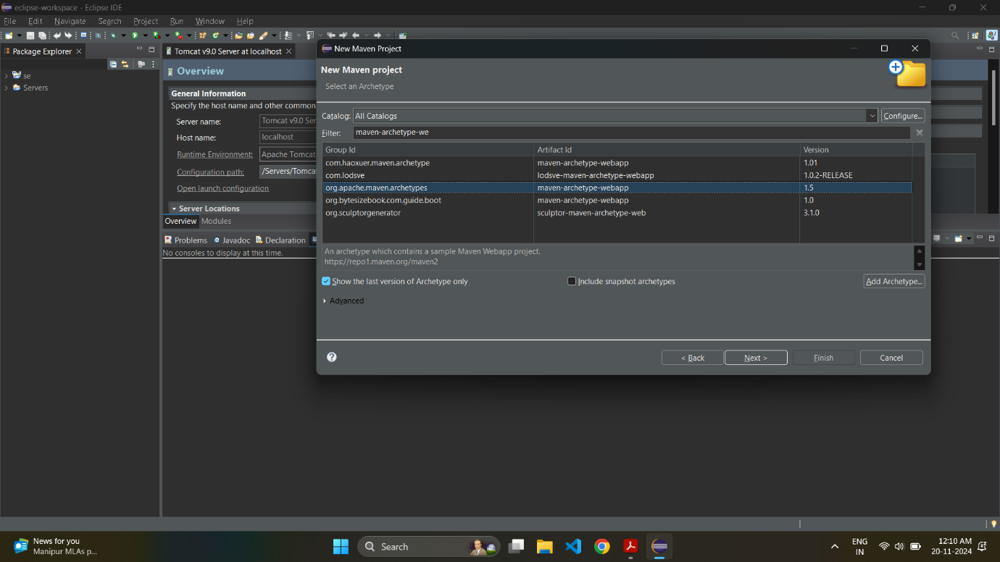 eclipse-workspace - Eclipse IDE
File Edit Navigate Search Project Run Window Help
Package Explorer
se
Servers
Tomcat v9.0 Server at localhost
Overview
General Information
Specify the host name and other common
Server name: Tomcat v9.0 Ser
Host name: localhost
Runtime Environment: Apache Tomcat
Configuration path: /Servers/Tomca
Open launch configuration
Server Locations
Overview Modules
Problems Javadoc Declaration
No consoles to display at this time.
New Maven Project
New Maven project
Select an Archetype
Catalog: All Catalogs Configure...
Filter: maven-archetype-we
Group Id Artifact Id Version
com.haoxuer.maven.archetype maven-archetype-webapp 1.01
com.lodsve lodsve-maven-archetype-webapp 1.0.2-RELEASE
org.apache.maven.archetypes maven-archetype-webapp 1.5
org.bytesizebook.com.guide.boot maven-archetype-webapp 1.0
org.sculptorgenerator sculptor-maven-archetype-web 3.1.0
An archetype which contains a sample Maven Webapp project.
https://repo1.maven.org/maven2
Show the last version of Archetype only Include snapshot archetypes Add Archetype...
Advanced
? < Back Next > Finish Cancel
News for you
Manipur MLAs p...
Search
ENG
IN
12:10 AM
20-11-2024